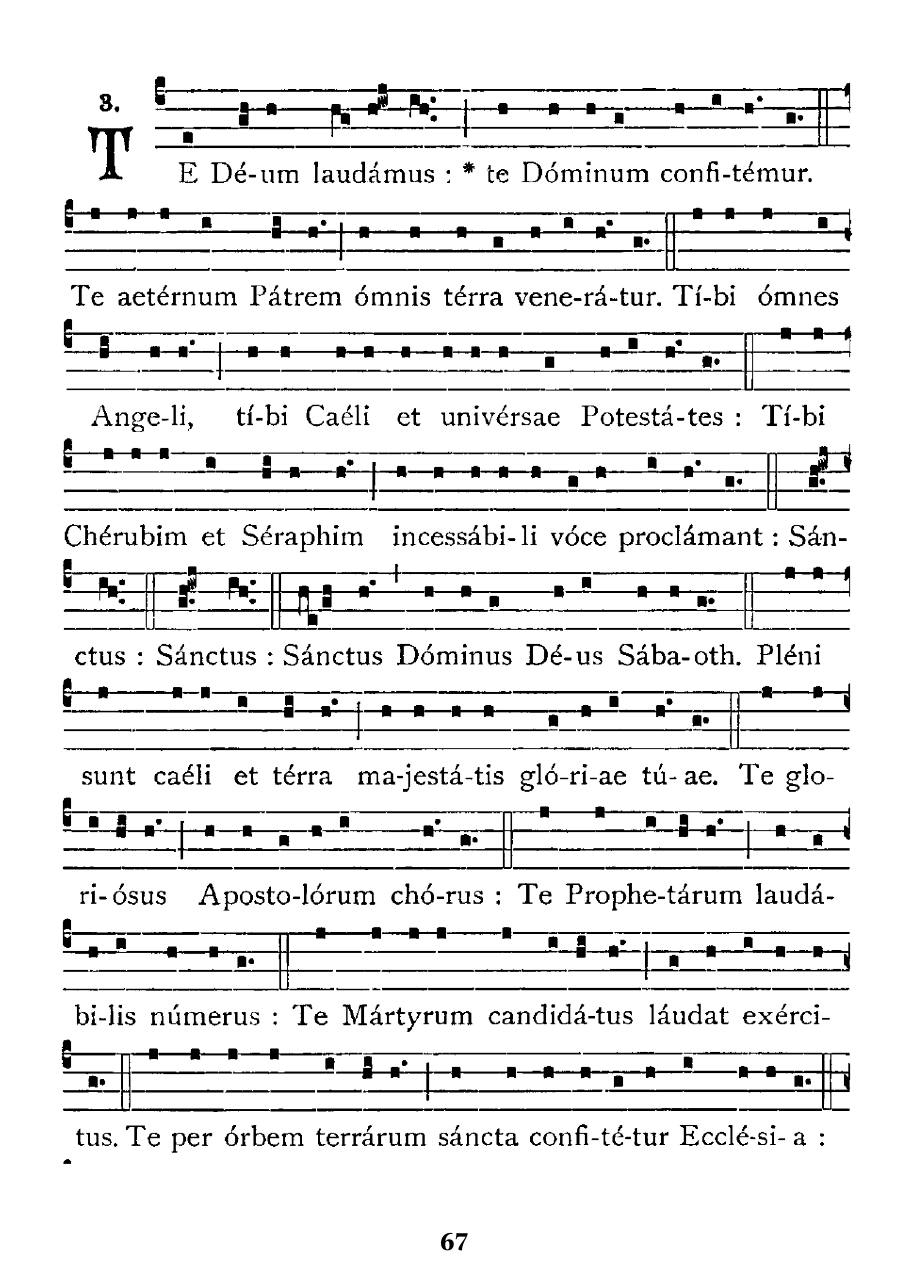 3.
TE Dé-um laudámus : * te Dóminum confi-témur.
Te aetérnum Pátrem ómnis térra vene-rá-tur. Tí-bi ómnes
Ange-li, tí-bi Caéli et univérsae Potestá-tes : Tí-bi
Chérubim et Séraphim incessábi-li vóce proclámant : Sán-
ctus : Sánctus : Sánctus Dóminus Dé-us Sába-oth. Pléni
sunt caéli et térra ma-jestá-tis gló-ri-ae tú-ae. Te glo-
ri-ósus Aposto-lórum chó-rus : Te Prophe-tárum laudá-
bi-lis númerus : Te Mártyrum candidá-tus láudat exérci-
tus. Te per órbem terrárum sáncta confi-té-tur Ecclé-si-a :
67